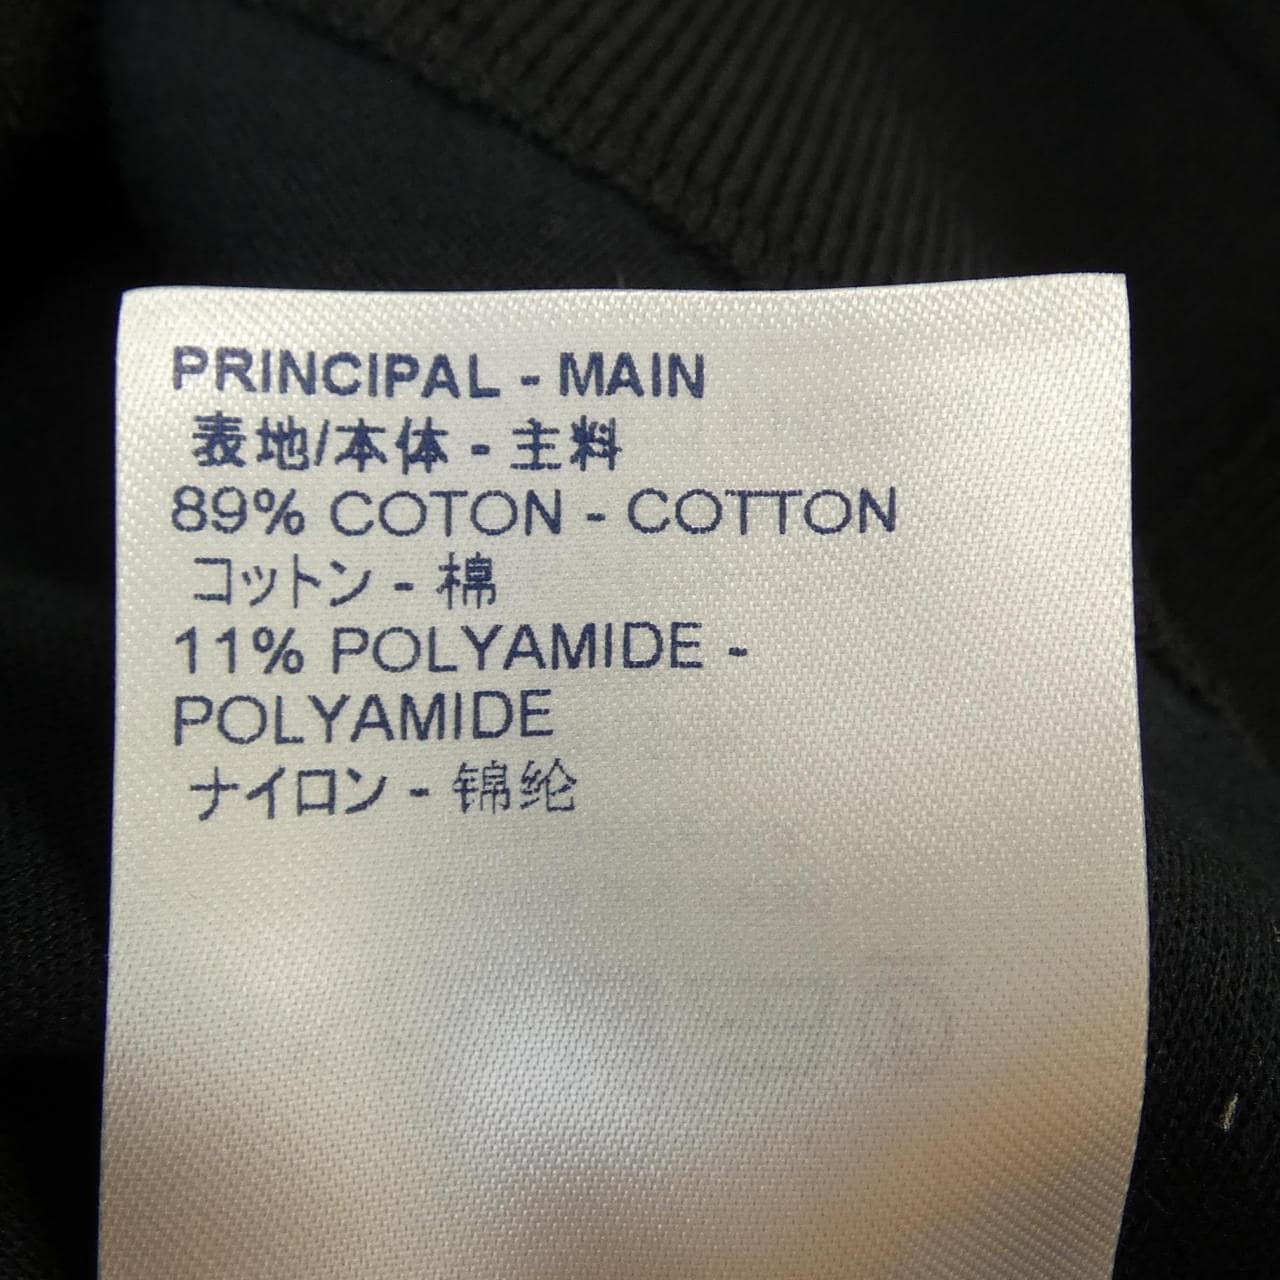 PRINCIPAL - MAIN
表地/本体 - 主料
89% COTON - COTTON
コットン - 棉
11% POLYAMIDE -
POLYAMIDE
ナイロン - 锦纶